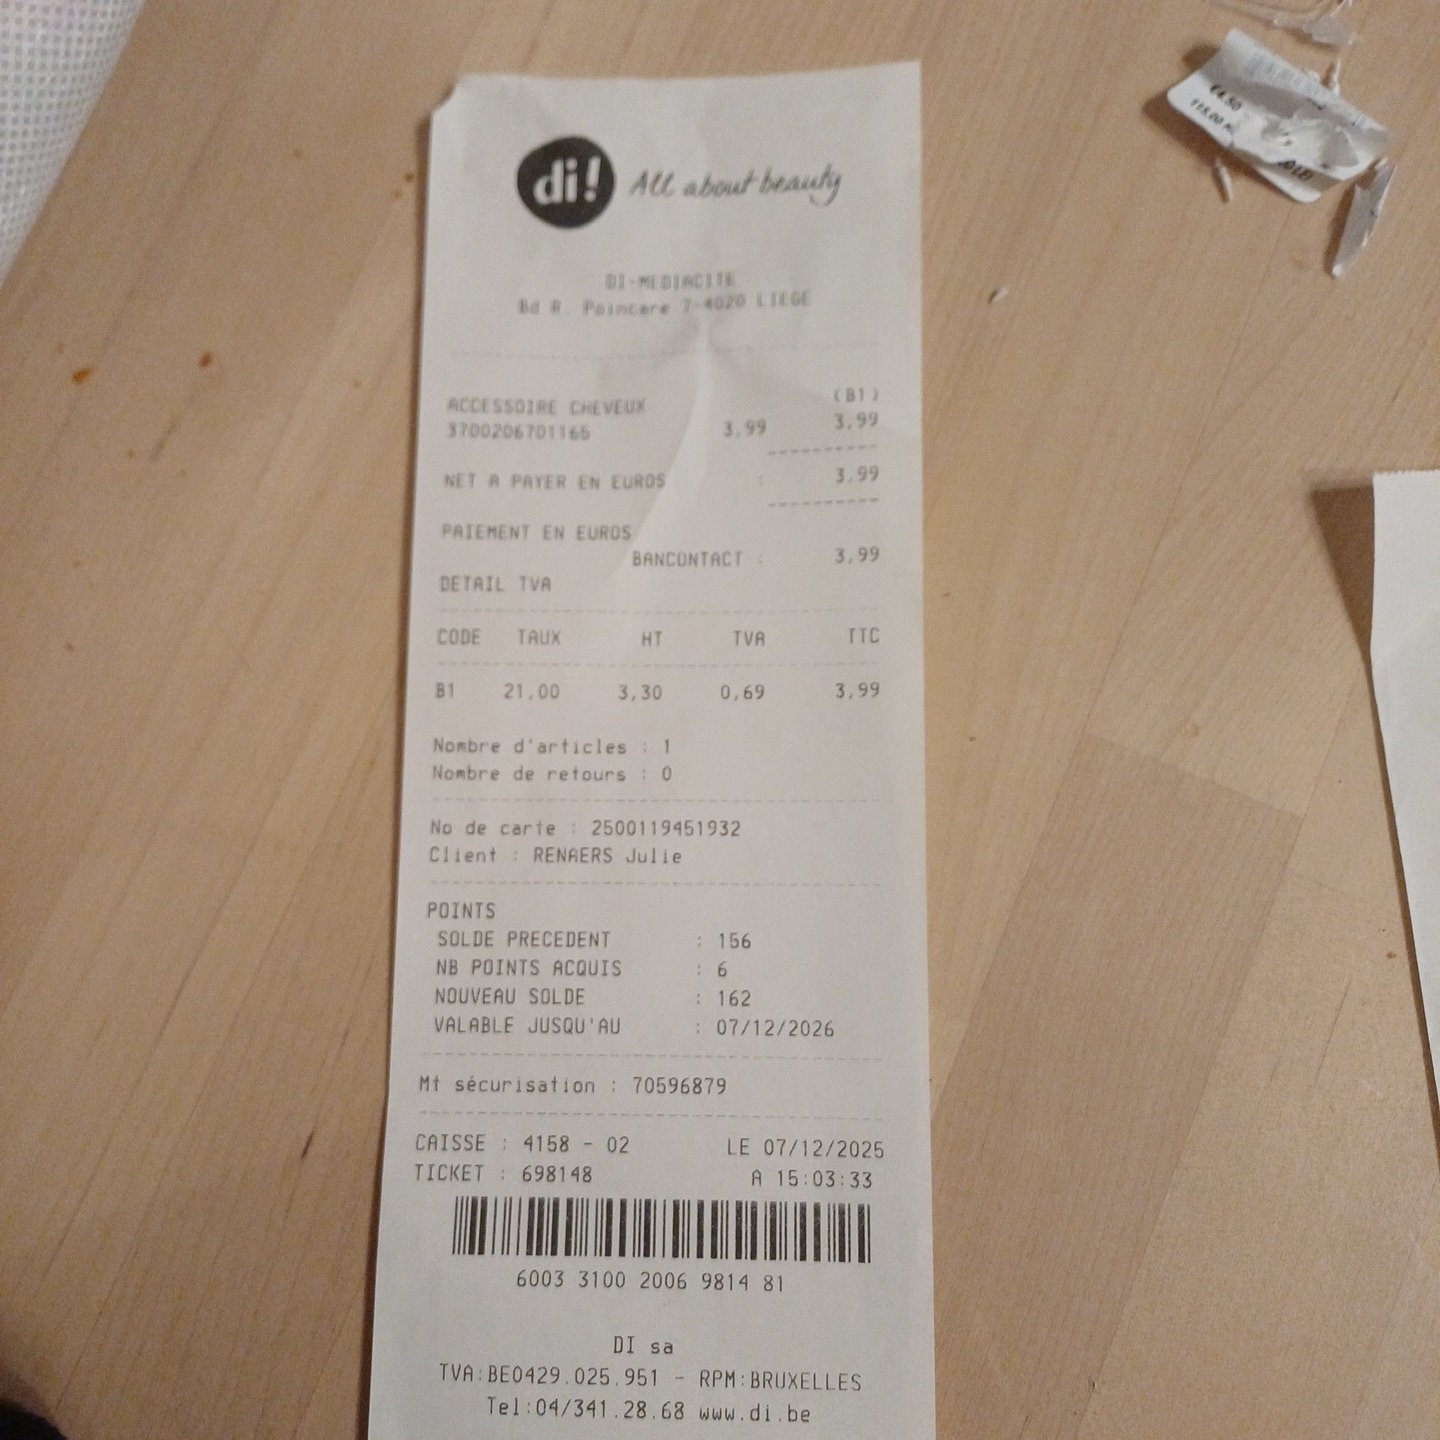 di! All about beauty
DI-MEDIACITE
Bd R. Poincare 7-4020 LIEGE
(B1)
ACCESSOIRE CHEVEUX
3700206701165 3,99 3,99
NET A PAYER EN EUROS : 3,99
PAIEMENT EN EUROS
BANCONTACT : 3,99
DETAIL TVA
CODE TAUX HT TVA TTC
B1 21,00 3,30 0,69 3,99
Nombre d'articles : 1
Nombre de retours : 0
No de carte : 2500119451932
Client : RENAERS Julie
POINTS
SOLDE PRECEDENT : 156
NB POINTS ACQUIS : 6
NOUVEAU SOLDE : 162
VALABLE JUSQU'AU : 07/12/2026
Mt sécurisation : 70596879
CAISSE : 4158 - 02 LE 07/12/2025
TICKET : 698148 A 15:03:33
6003 3100 2006 9814 81
DI sa
TVA:BE0429.025.951 - RPM:BRUXELLES
Tel:04/341.28.68 www.di.be
€4.50